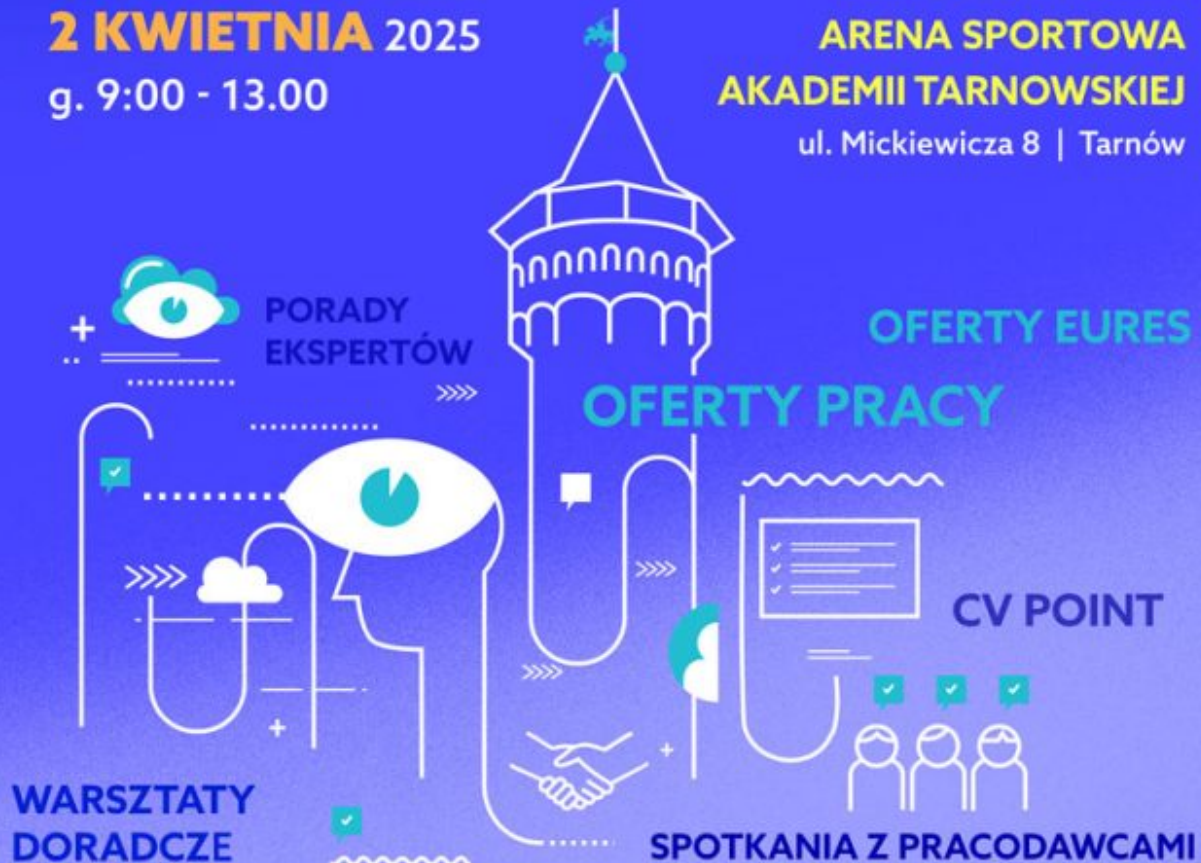 2 KWIETNIA 2025
g. 9:00 - 13.00
ARENA SPORTOWA
AKADEMII TARNOWSKIEJ
ul. Mickiewicza 8 | Tarnów
PORADY
EKSPERTÓW
OFERTY EURES
OFERTY PRACY
CV POINT
WARSZTATY
DORADCZE
SPOTKANIA Z PRACODAWCAMI